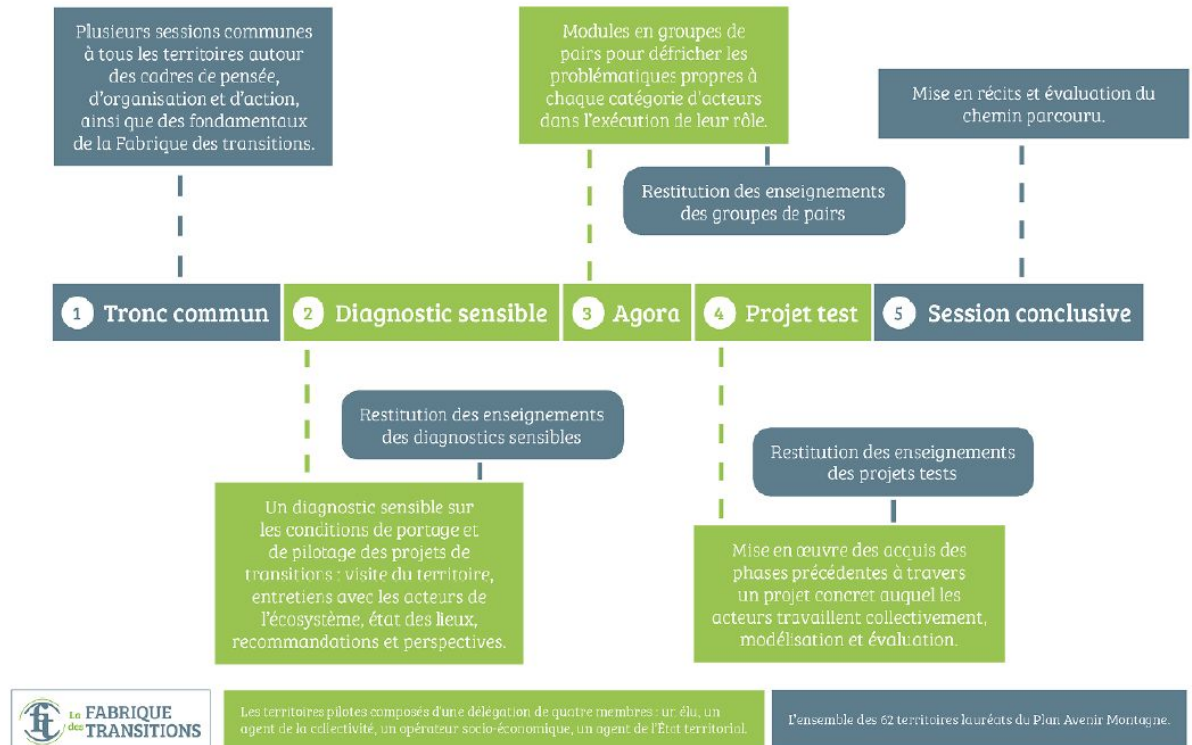 Plusieurs sessions communes
à tous les territoires autour
des cadres de pensée,
d'organisation et d'action,
ainsi que des fondamentaux
de la Fabrique des transitions.
Modules en groupes de
pairs pour défricher les
problématiques propres à
chaque catégorie d'acteurs
dans l'exécution de leur rôle.
Mise en récits et évaluation du
chemin parcouru.
Restitution des enseignements
des groupes de pairs
1 Tronc commun
2 Diagnostic sensible
3 Agora
4 Projet test
5 Session conclusive
Restitution des enseignements
des diagnostics sensibles
Restitution des enseignements
des projets tests
Un diagnostic sensible sur
les conditions de portage et
de pilotage des projets de
transitions : visite du territoire,
entretiens avec les acteurs de
l'écosystème, état des lieux,
recommandations et perspectives.
Mise en œuvre des acquis des
phases précédentes à travers
un projet concret auquel les
acteurs travaillent collectivement,
modélisation et évaluation.
ft
La FABRIQUE
des TRANSITIONS
Les territoires pilotes composés d'une délégation de quatre membres : un élu, un
agent de la collectivité, un opérateur socio-économique, un agent de l'État territorial.
L'ensemble des 62 territoires lauréats du Plan Avenir Montagne.